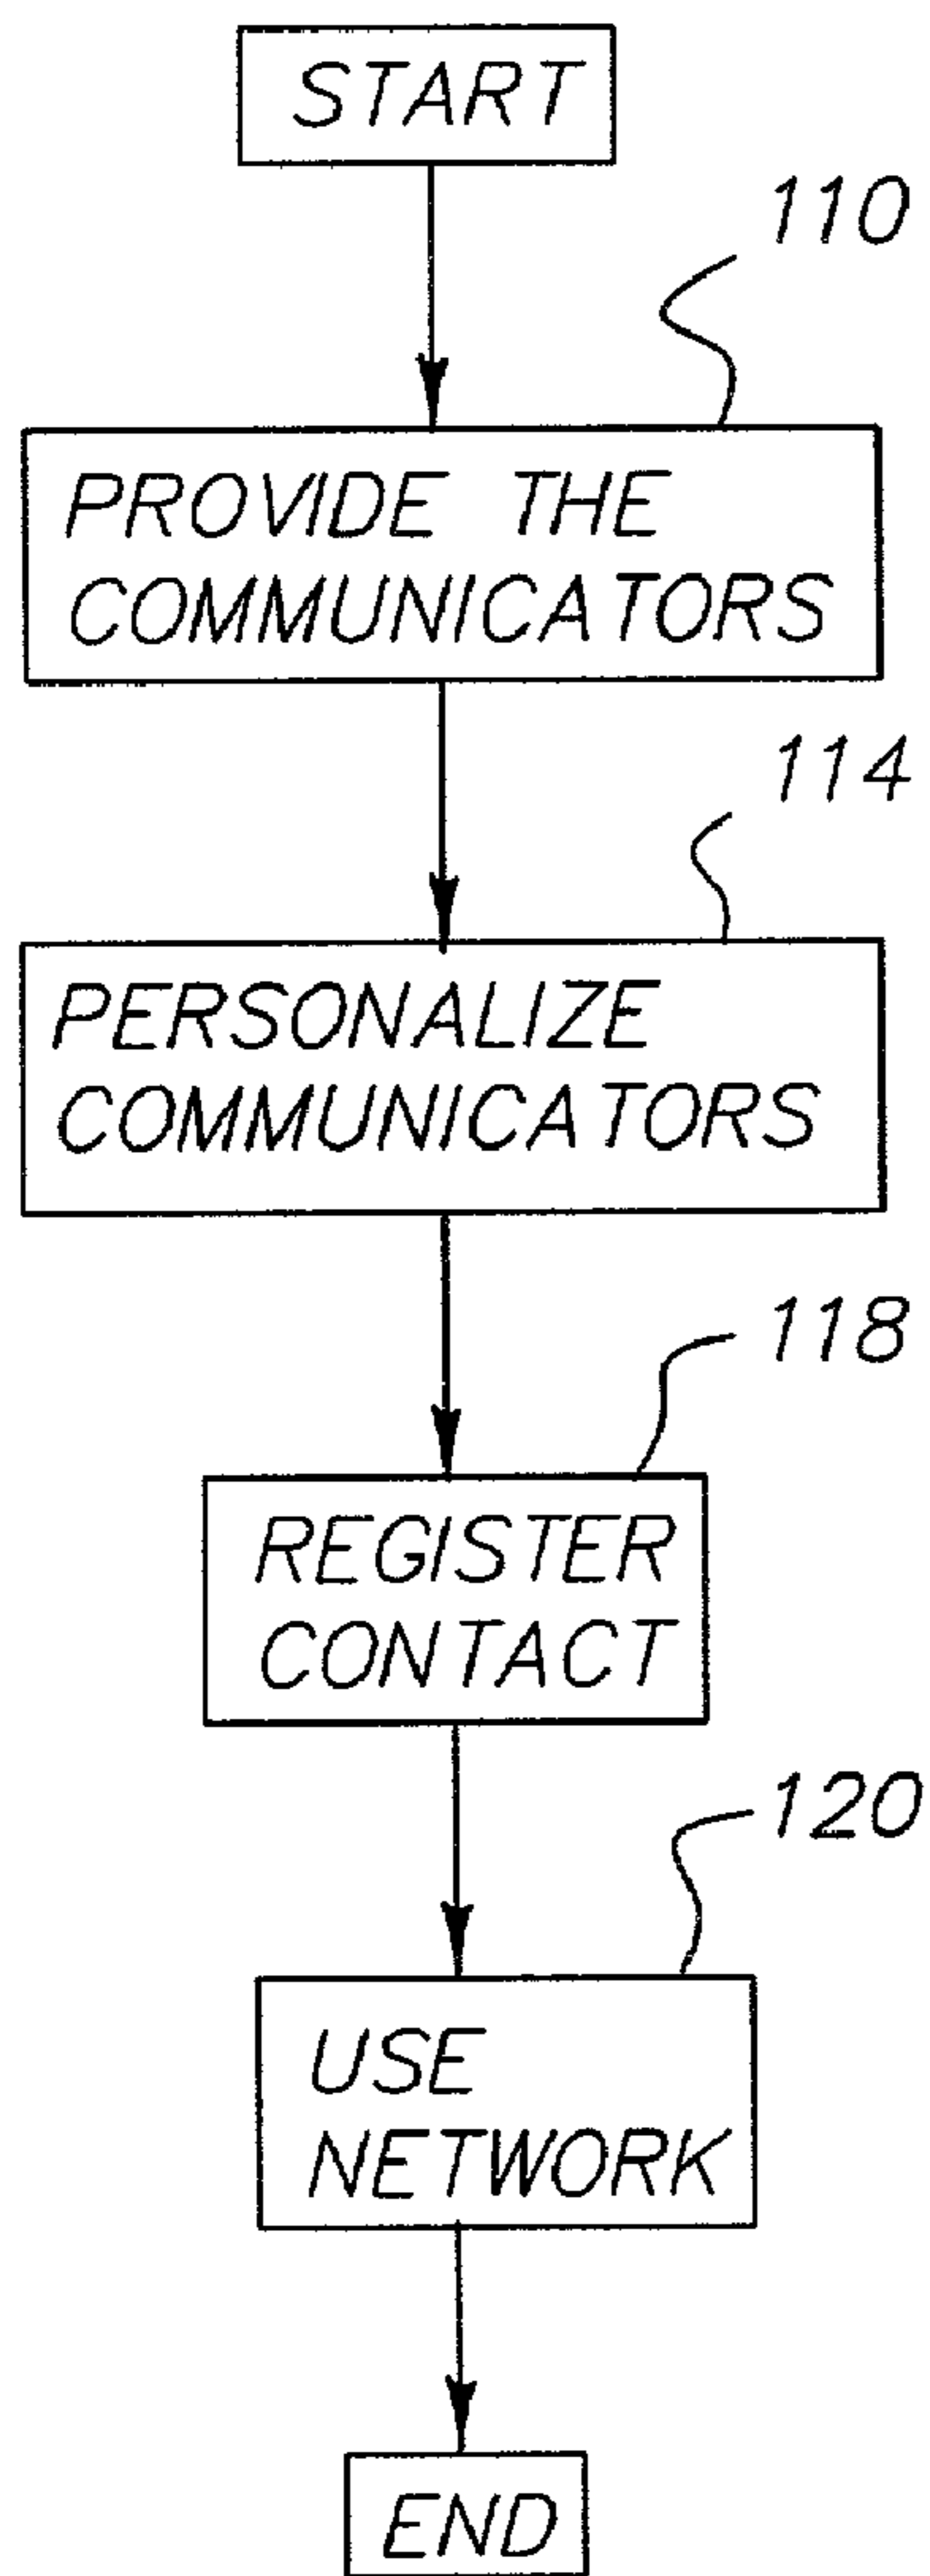 START
110
PROVIDE THE
COMMUNICATORS
114
PERSONALIZE
COMMUNICATORS
118
REGISTER
CONTACT
120
USE
NETWORK
END